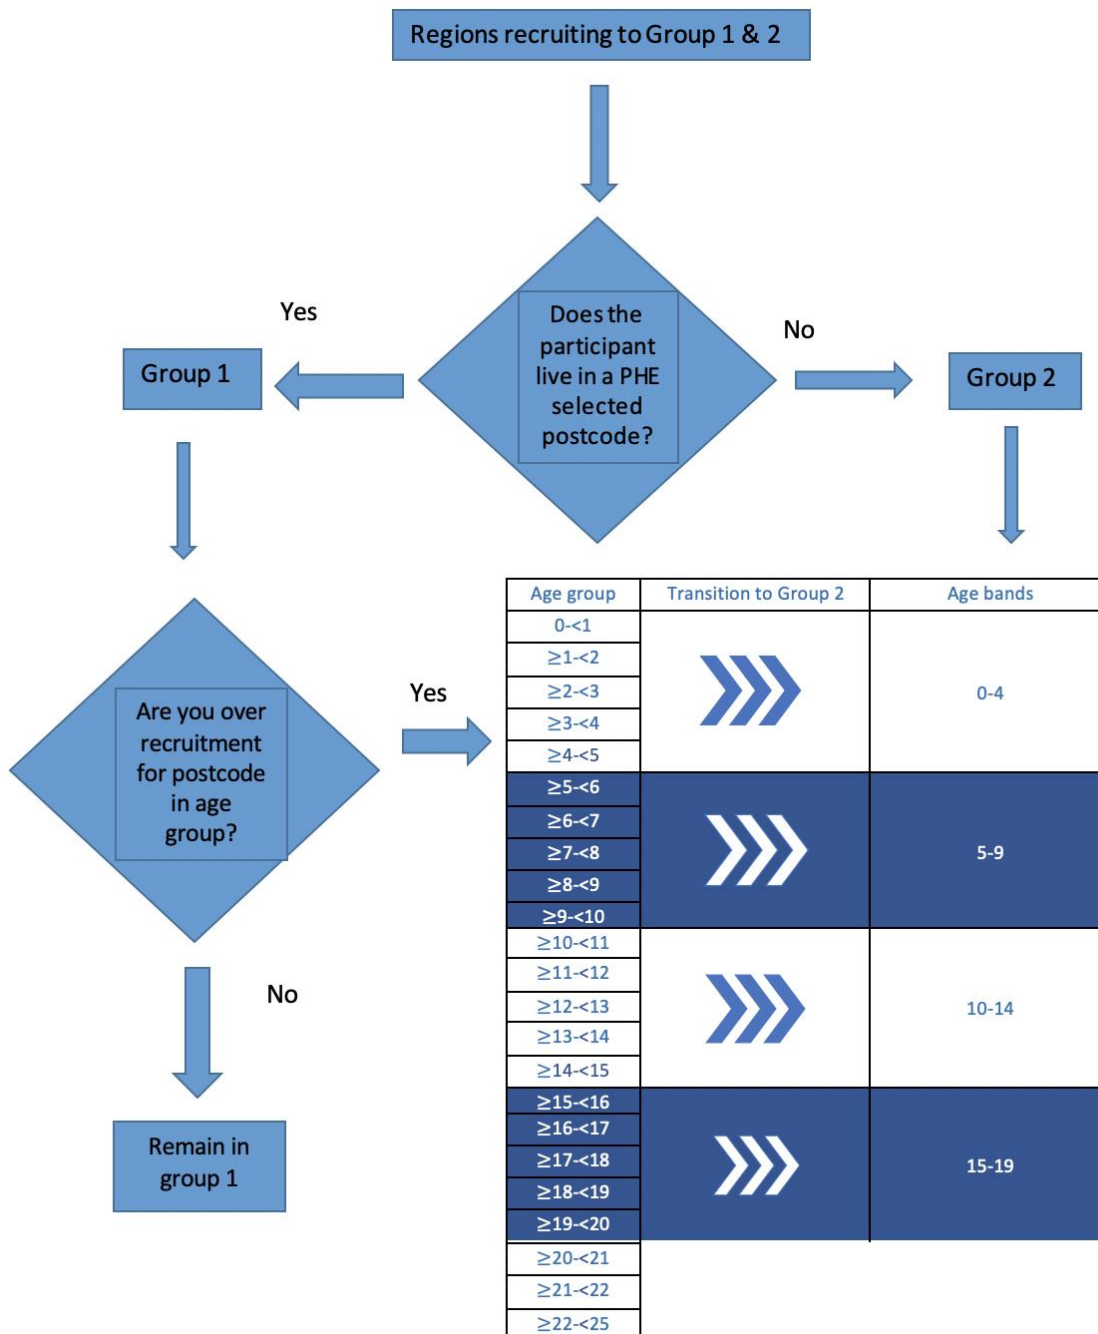 Regions recruiting to Group 1 & 2
Does the
participant
live in a PHE
selected
postcode?
Yes
No
Group 1
Group 2
Are you over
recruitment
for postcode
in age
group?
Yes
No
Remain in
group 1
Age group Transition to Group 2 Age bands
0-<1
≥1-<2
≥2-<3
≥3-<4
≥4-<5
0-4
≥5-<6
≥6-<7
≥7-<8
≥8-<9
≥9-<10
5-9
≥10-<11
≥11-<12
≥12-<13
≥13-<14
≥14-<15
10-14
≥15-<16
≥16-<17
≥17-<18
≥18-<19
≥19-<20
15-19
≥20-<21
≥21-<22
≥22-<25